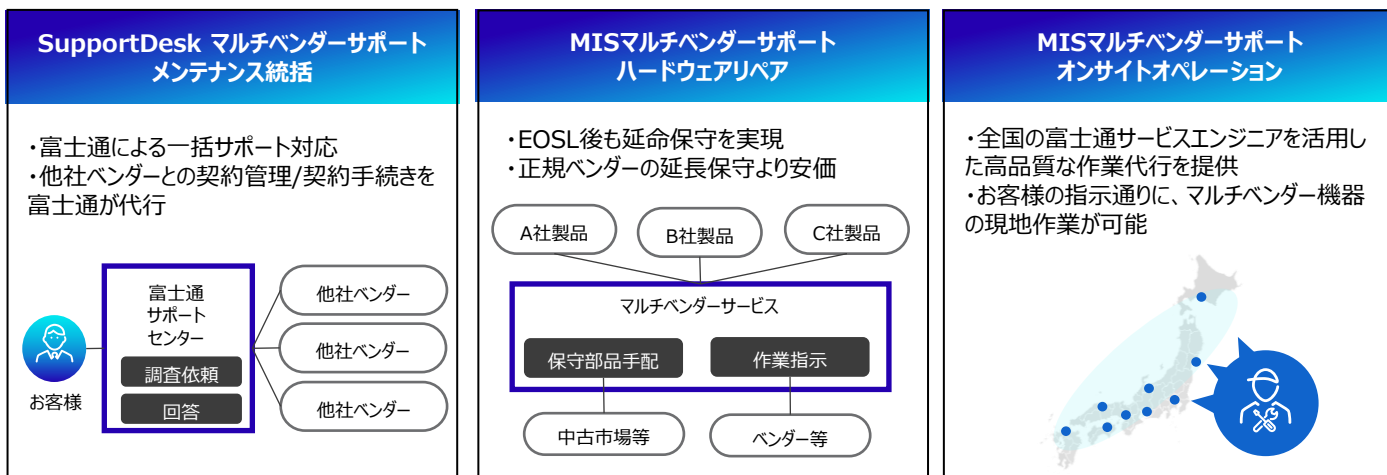 SupportDesk マルチベンダーサポート
メンテナンス統括
・富士通による一括サポート対応
・他社ベンダーとの契約管理/契約手続きを
富士通が代行
富士通
サポート
センター
調査依頼
回答
お客様
他社ベンダー
他社ベンダー
他社ベンダー
MISマルチベンダーサポート
ハードウェアリペア
・EOSL後も延命保守を実現
・正規ベンダーの延長保守より安価
A社製品
B社製品
C社製品
マルチベンダーサービス
保守部品手配
作業指示
中古市場等
ベンダー等
MISマルチベンダーサポート
オンサイトオペレーション
・全国の富士通サービスエンジニアを活用し
た高品質な作業代行を提供
・お客様の指示通りに、マルチベンダー機器
の現地作業が可能